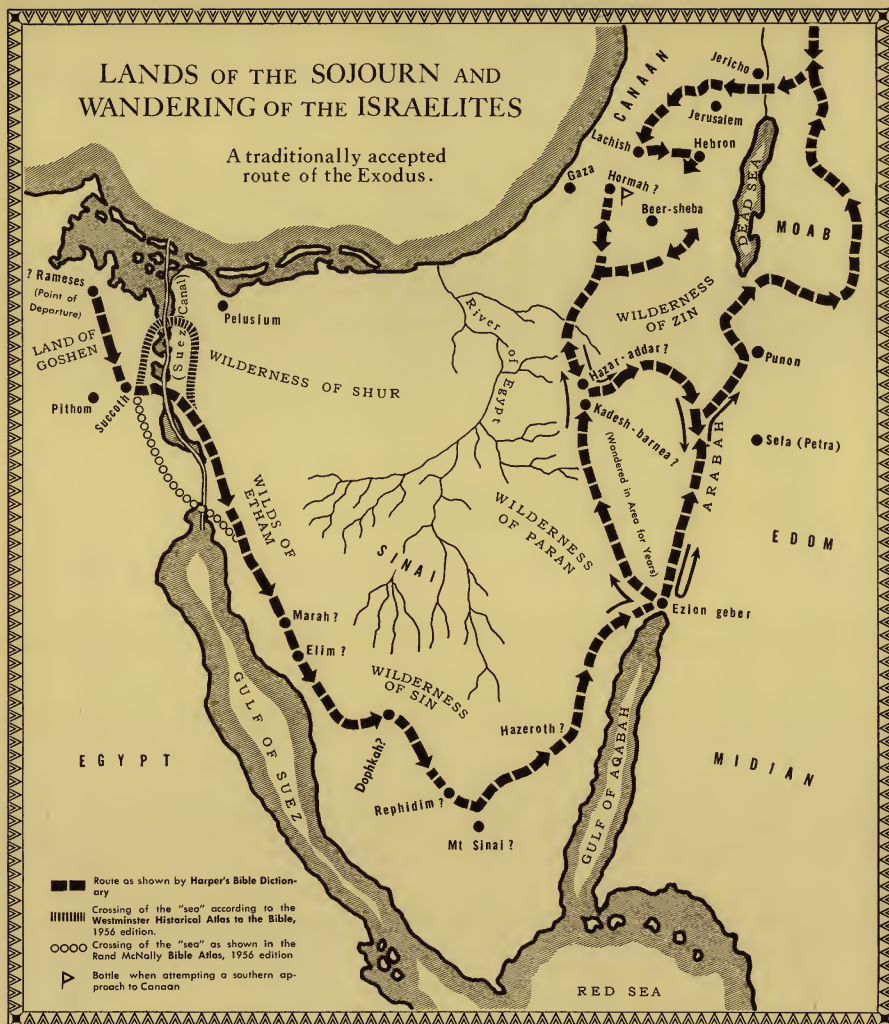 LANDS OF THE SOJOURN AND
WANDERING OF THE ISRAELITES
A traditionally accepted
route of the Exodus.
CANAAN
Jericho
Jerusalem
Lachish
Hebron
Gaza
Hormah ?
Beer-sheba
DEAD SEA
MOAB
? Rameses
(Point of
Departure)
LAND OF
GOSHEN
(Suez Canal)
Pelusium
River of Egypt
WILDERNESS
OF ZIN
Hazar-addar ?
Punon
WILDERNESS OF SHUR
Pithom
Succoth
Kadesh-barnea ?
(Wondered in Area for Years)
ARABAH
Sela (Petra)
WILDS OF
ETHAM
WILDERNESS
OF PARAN
EDOM
SINAI
Marah ?
Elim ?
Ezion geber
WILDERNESS
OF SIN
GULF OF SUEZ
Hazeroth ?
EGYPT
Dophkah?
GULF OF AQABAH
MIDIAN
Rephidim ?
Mt Sinai ?
Route as shown by Harper's Bible Diction-
ary
Crossing of the "sea" according to the
Westminster Historical Atlas to the Bible,
1956 edition.
Crossing of the "sea" as shown in the
Rand McNally Bible Atlas, 1956 edition
Bottle when attempting a southern ap-
proach to Canaan
RED SEA